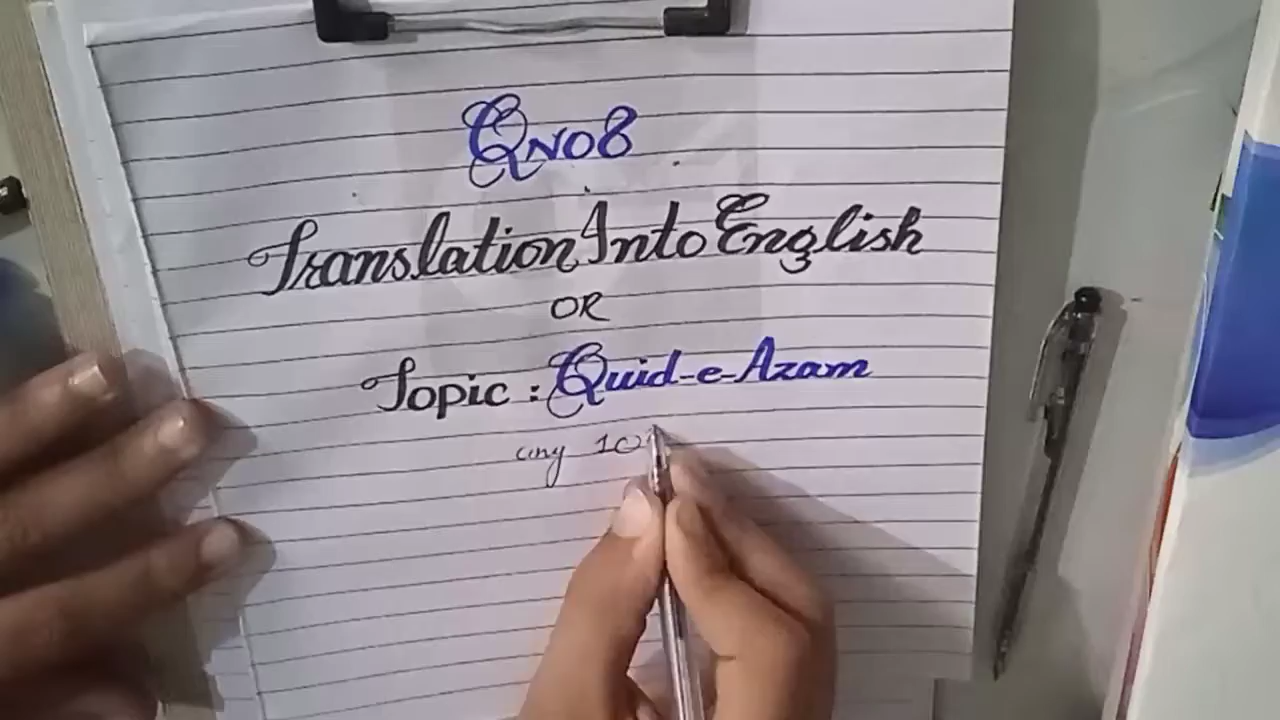 QNO8
Translation Into English
OR
Topic : Quid-e-Azam
any 10